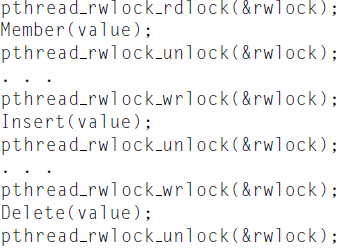 pthread_rwlock_rdlock(&rwlock);
Member(value);
pthread_rwlock_unlock(&rwlock);
. . .
pthread_rwlock_wrlock(&rwlock);
Insert(value);
pthread_rwlock_unlock(&rwlock);
. . .
pthread_rwlock_wrlock(&rwlock);
Delete(value);
pthread_rwlock_unlock(&rwlock);